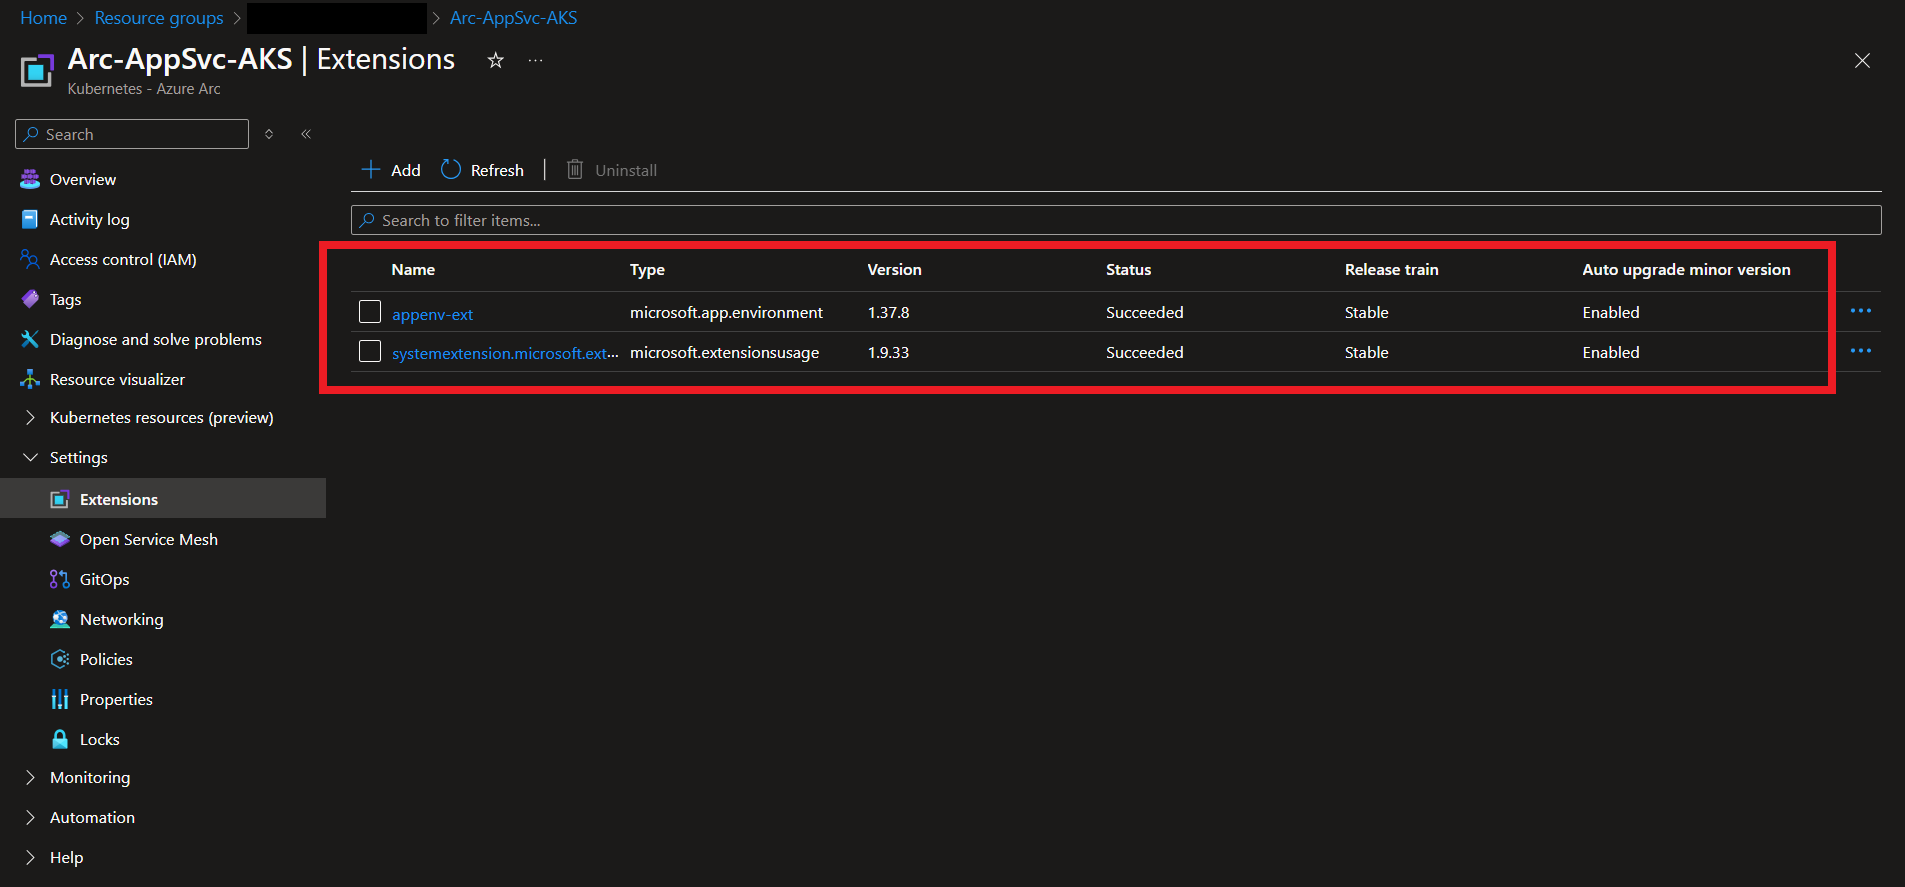 Home > Resource groups > > Arc-AppSvc-AKS
Arc-AppSvc-AKS | Extensions
Kubernetes - Azure Arc
Search
Add Refresh | Uninstall
Search to filter items...
Overview
Activity log
Access control (IAM)
Tags
Diagnose and solve problems
Resource visualizer
Kubernetes resources (preview)
Settings
Extensions
Open Service Mesh
GitOps
Networking
Policies
Properties
Locks
Monitoring
Automation
Help
Name Type Version Status Release train Auto upgrade minor version
appenv-ext microsoft.app.environment 1.37.8 Succeeded Stable Enabled
systemextension.microsoft.ext... microsoft.extensionsusage 1.9.33 Succeeded Stable Enabled